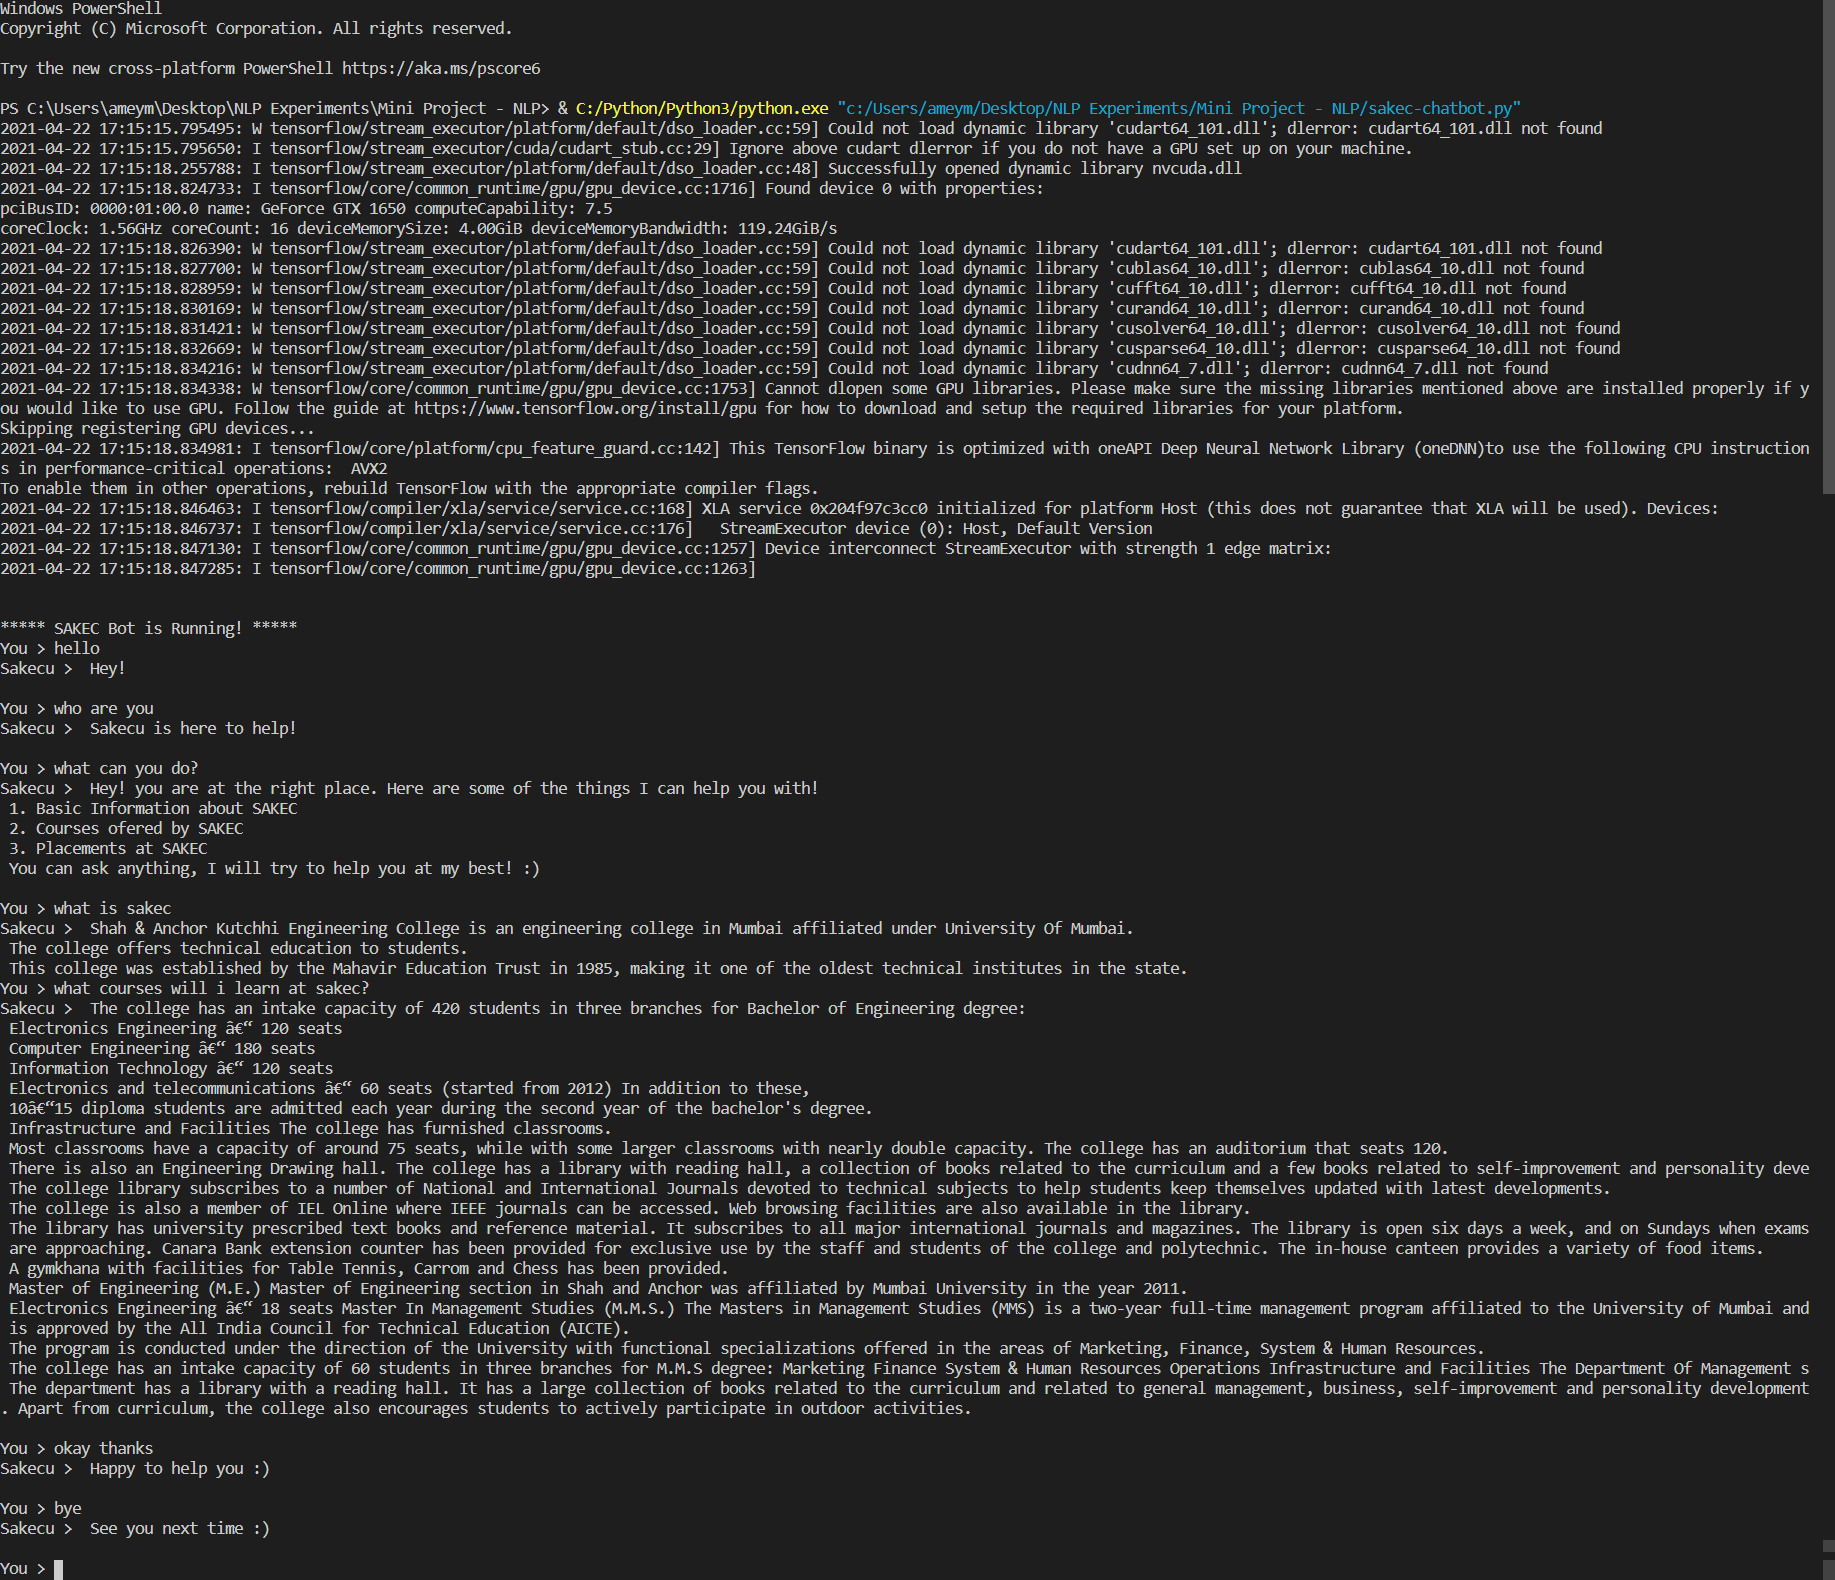 Windows PowerShell
Copyright (C) Microsoft Corporation. All rights reserved.
Try the new cross-platform PowerShell https://aka.ms/pscore6
PS C:\Users\ameym\Desktop\NLP Experiments\Mini Project - NLP> & C:/Python/Python3/python.exe "c:/Users/ameym/Desktop/NLP Experiments/Mini Project - NLP/sakec-chatbot.py"
2021-04-22 17:15:15.795495: W tensorflow/stream_executor/platform/default/dso_loader.cc:59] Could not load dynamic library 'cudart64_101.dll'; dlerror: cudart64_101.dll not found
2021-04-22 17:15:15.795650: I tensorflow/stream_executor/cuda/cudart_stub.cc:29] Ignore above cudart dlerror if you do not have a GPU set up on your machine.
2021-04-22 17:15:18.255788: I tensorflow/stream_executor/platform/default/dso_loader.cc:48] Successfully opened dynamic library nvcuda.dll
2021-04-22 17:15:18.824733: I tensorflow/core/common_runtime/gpu/gpu_device.cc:1716] Found device 0 with properties:
pciBusID: 0000:01:00.0 name: GeForce GTX 1650 computeCapability: 7.5
coreClock: 1.56GHz coreCount: 16 deviceMemorySize: 4.00GiB deviceMemoryBandwidth: 119.24GiB/s
2021-04-22 17:15:18.826390: W tensorflow/stream_executor/platform/default/dso_loader.cc:59] Could not load dynamic library 'cudart64_101.dll'; dlerror: cudart64_101.dll not found
2021-04-22 17:15:18.827700: W tensorflow/stream_executor/platform/default/dso_loader.cc:59] Could not load dynamic library 'cublas64_10.dll'; dlerror: cublas64_10.dll not found
2021-04-22 17:15:18.828959: W tensorflow/stream_executor/platform/default/dso_loader.cc:59] Could not load dynamic library 'cufft64_10.dll'; dlerror: cufft64_10.dll not found
2021-04-22 17:15:18.830169: W tensorflow/stream_executor/platform/default/dso_loader.cc:59] Could not load dynamic library 'curand64_10.dll'; dlerror: curand64_10.dll not found
2021-04-22 17:15:18.831421: W tensorflow/stream_executor/platform/default/dso_loader.cc:59] Could not load dynamic library 'cusolver64_10.dll'; dlerror: cusolver64_10.dll not found
2021-04-22 17:15:18.832669: W tensorflow/stream_executor/platform/default/dso_loader.cc:59] Could not load dynamic library 'cusparse64_10.dll'; dlerror: cusparse64_10.dll not found
2021-04-22 17:15:18.834216: W tensorflow/stream_executor/platform/default/dso_loader.cc:59] Could not load dynamic library 'cudnn64_7.dll'; dlerror: cudnn64_7.dll not found
2021-04-22 17:15:18.834338: W tensorflow/core/common_runtime/gpu/gpu_device.cc:1753] Cannot dlopen some GPU libraries. Please make sure the missing libraries mentioned above are installed properly if y
ou would like to use GPU. Follow the guide at https://www.tensorflow.org/install/gpu for how to download and setup the required libraries for your platform.
Skipping registering GPU devices...
2021-04-22 17:15:18.834981: I tensorflow/core/platform/cpu_feature_guard.cc:142] This TensorFlow binary is optimized with oneAPI Deep Neural Network Library (oneDNN)to use the following CPU instruction
s in performance-critical operations:  AVX2
To enable them in other operations, rebuild TensorFlow with the appropriate compiler flags.
2021-04-22 17:15:18.846463: I tensorflow/compiler/xla/service/service.cc:168] XLA service 0x204f97c3cc0 initialized for platform Host (this does not guarantee that XLA will be used). Devices:
2021-04-22 17:15:18.846737: I tensorflow/compiler/xla/service/service.cc:176]   StreamExecutor device (0): Host, Default Version
2021-04-22 17:15:18.847130: I tensorflow/core/common_runtime/gpu/gpu_device.cc:1257] Device interconnect StreamExecutor with strength 1 edge matrix:
2021-04-22 17:15:18.847285: I tensorflow/core/common_runtime/gpu/gpu_device.cc:1263]
***** SAKEC Bot is Running! *****
You > hello
Sakecu >  Hey!
You > who are you
Sakecu >  Sakecu is here to help!
You > what can you do?
Sakecu >  Hey! you are at the right place. Here are some of the things I can help you with!
1. Basic Information about SAKEC
2. Courses ofered by SAKEC
3. Placements at SAKEC
You can ask anything, I will try to help you at my best! :)
You > what is sakec
Sakecu >  Shah & Anchor Kutchhi Engineering College is an engineering college in Mumbai affiliated under University Of Mumbai.
The college offers technical education to students.
This college was established by the Mahavir Education Trust in 1985, making it one of the oldest technical institutes in the state.
You > what courses will i learn at sakec?
Sakecu >  The college has an intake capacity of 420 students in three branches for Bachelor of Engineering degree:
Electronics Engineering â€“ 120 seats
Computer Engineering â€“ 180 seats
Information Technology â€“ 120 seats
Electronics and telecommunications â€“ 60 seats (started from 2012) In addition to these,
10â€“15 diploma students are admitted each year during the second year of the bachelor's degree.
Infrastructure and Facilities The college has furnished classrooms.
Most classrooms have a capacity of around 75 seats, while with some larger classrooms with nearly double capacity. The college has an auditorium that seats 120.
There is also an Engineering Drawing hall. The college has a library with reading hall, a collection of books related to the curriculum and a few books related to self-improvement and personality deve
The college library subscribes to a number of National and International Journals devoted to technical subjects to help students keep themselves updated with latest developments.
The college is also a member of IEL Online where IEEE journals can be accessed. Web browsing facilities are also available in the library.
The library has university prescribed text books and reference material. It subscribes to all major international journals and magazines. The library is open six days a week, and on Sundays when exams
are approaching. Canara Bank extension counter has been provided for exclusive use by the staff and students of the college and polytechnic. The in-house canteen provides a variety of food items.
A gymkhana with facilities for Table Tennis, Carrom and Chess has been provided.
Master of Engineering (M.E.) Master of Engineering section in Shah and Anchor was affiliated by Mumbai University in the year 2011.
Electronics Engineering â€“ 18 seats Master In Management Studies (M.M.S.) The Masters in Management Studies (MMS) is a two-year full-time management program affiliated to the University of Mumbai and
is approved by the All India Council for Technical Education (AICTE).
The program is conducted under the direction of the University with functional specializations offered in the areas of Marketing, Finance, System & Human Resources.
The college has an intake capacity of 60 students in three branches for M.M.S degree: Marketing Finance System & Human Resources Operations Infrastructure and Facilities The Department Of Management s
The department has a library with a reading hall. It has a large collection of books related to the curriculum and related to general management, business, self-improvement and personality development
. Apart from curriculum, the college also encourages students to actively participate in outdoor activities.
You > okay thanks
Sakecu >  Happy to help you :)
You > bye
Sakecu >  See you next time :)
You >